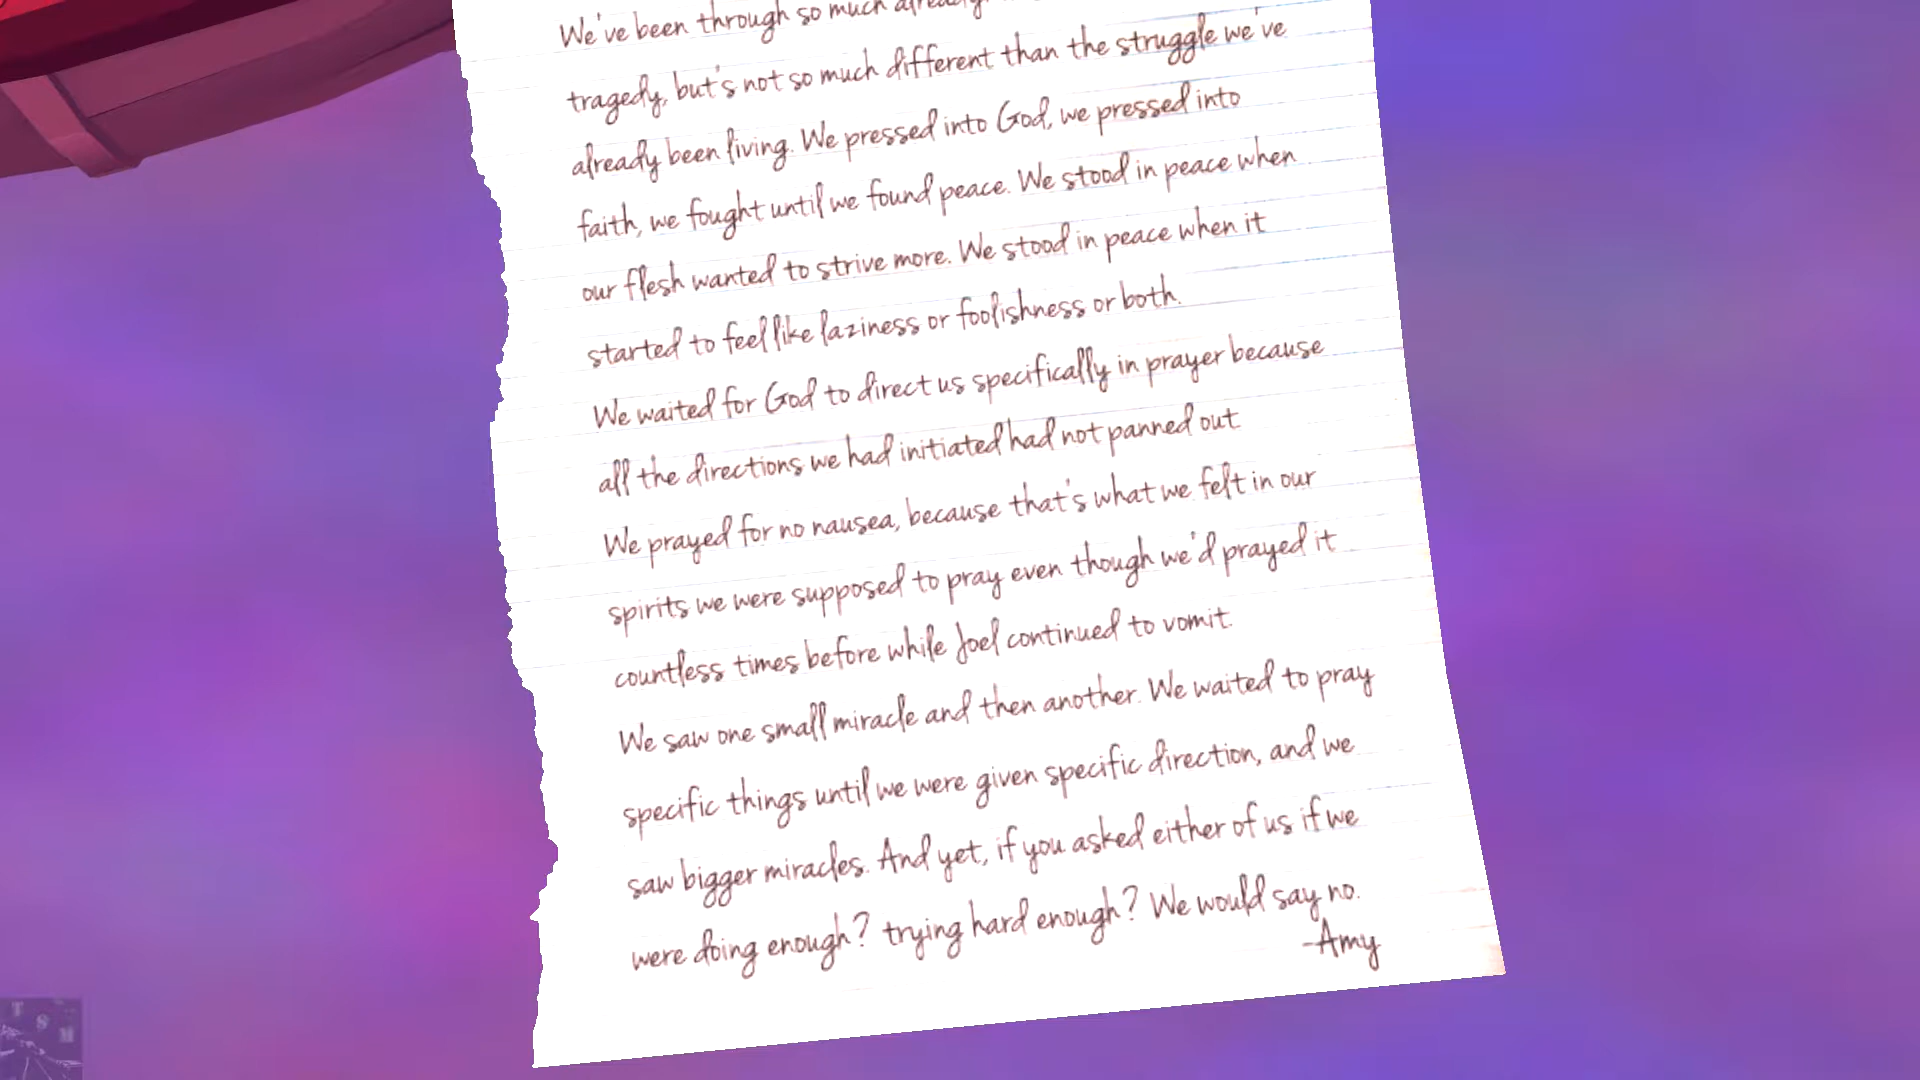 We've been through so much already
tragedy, but's not so much different than the struggle we've
already been living. We pressed into God, we pressed into
faith, we fought until we found peace. We stood in peace when
our flesh wanted to strive more. We stood in peace when it
started to feel like laziness or foolishness or both.
We waited for God to direct us specifically in prayer because
all the directions we had initiated had not panned out.
We prayed for no nausea, because that's what we felt in our
spirits we were supposed to pray even though we'd prayed it
countless times before while Joel continued to vomit.
We saw one small miracle and then another. We waited to pray
specific things until we were given specific direction, and we
saw bigger miracles. And yet, if you asked either of us if we
were doing enough? trying hard enough? We would say no.
-Amy